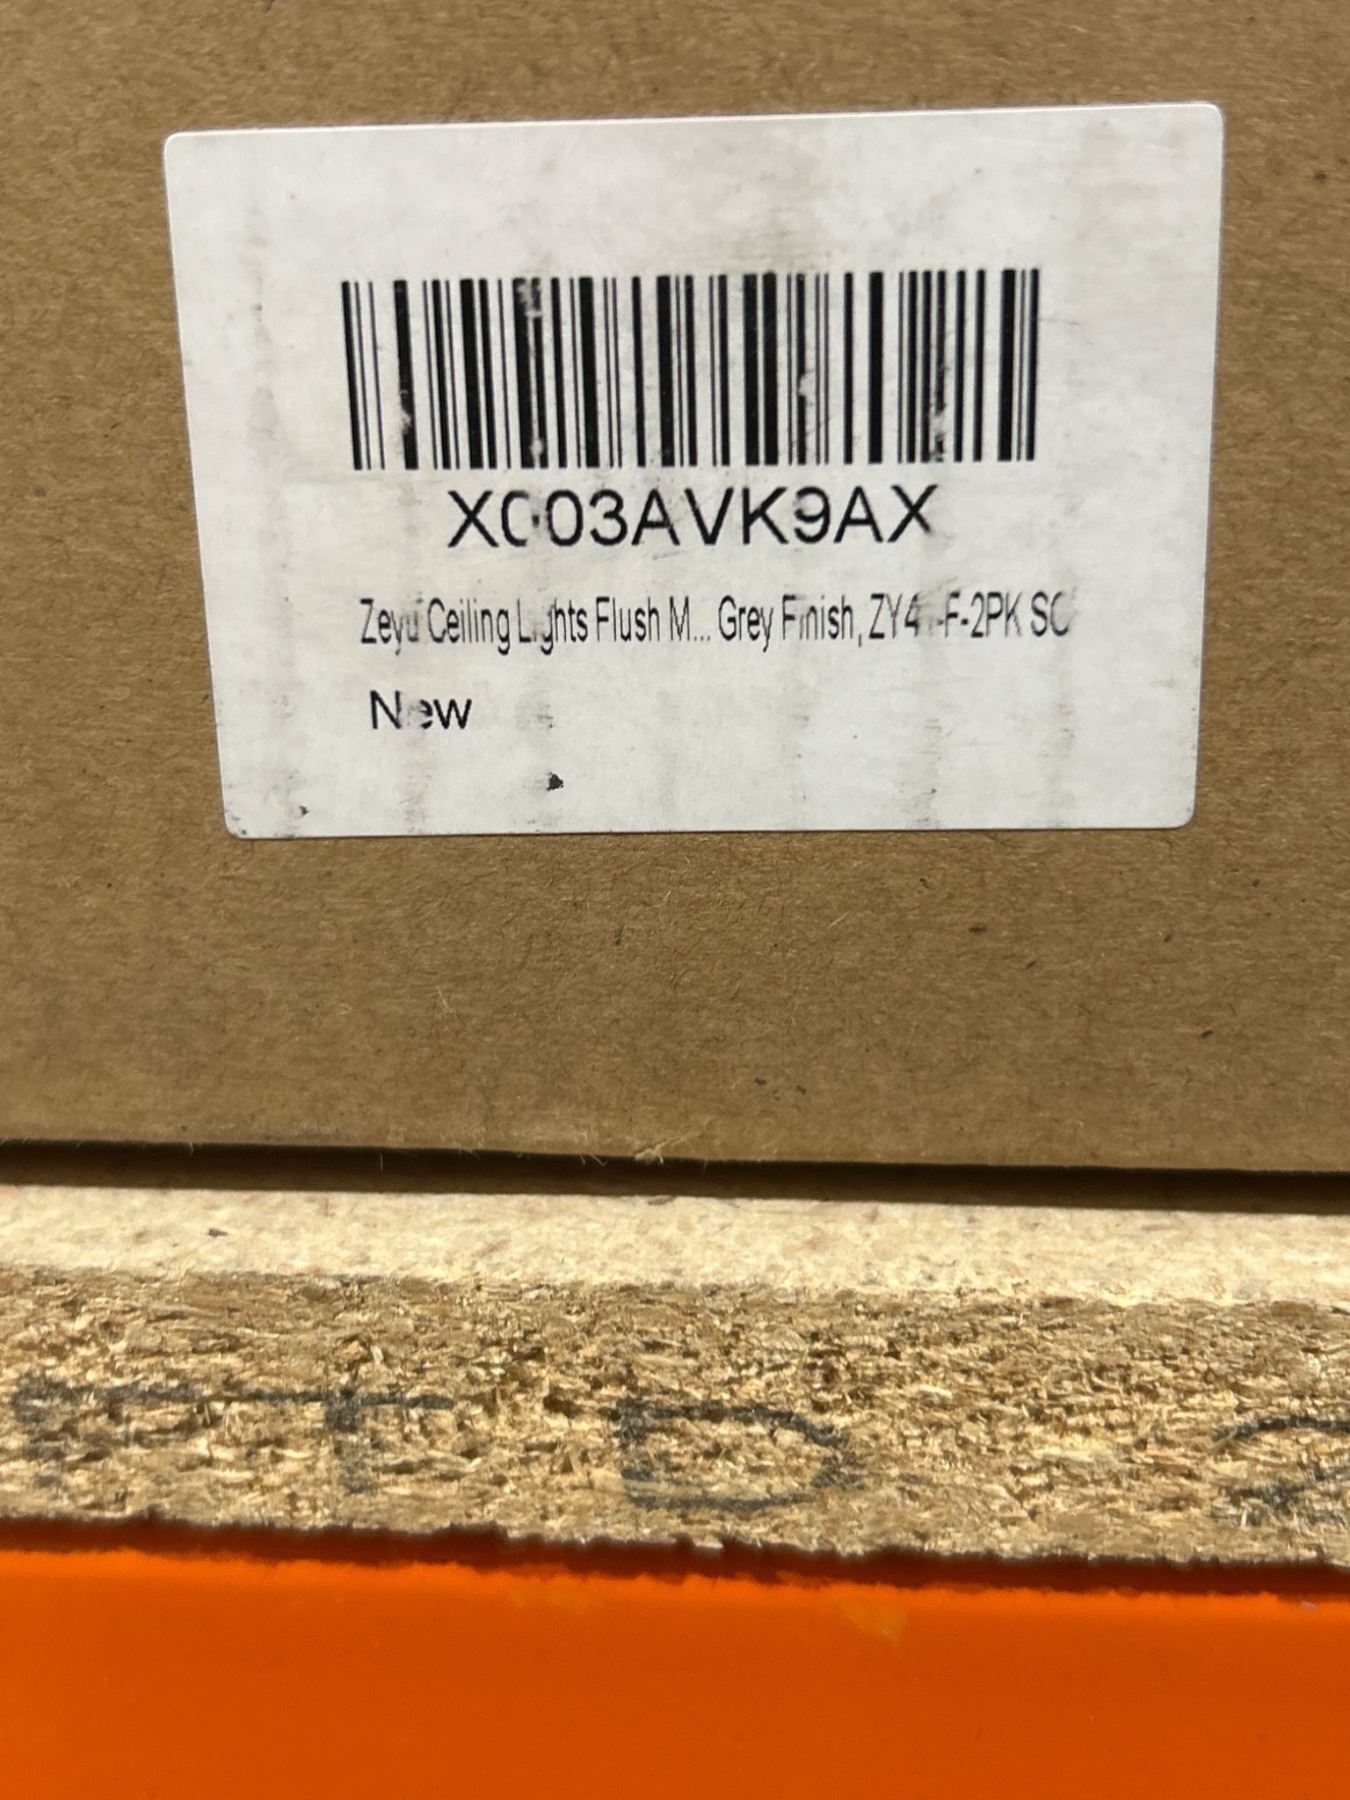 X003AVK9AX
Zeyu Ceiling Lights Flush M... Grey Finish,
New
T D